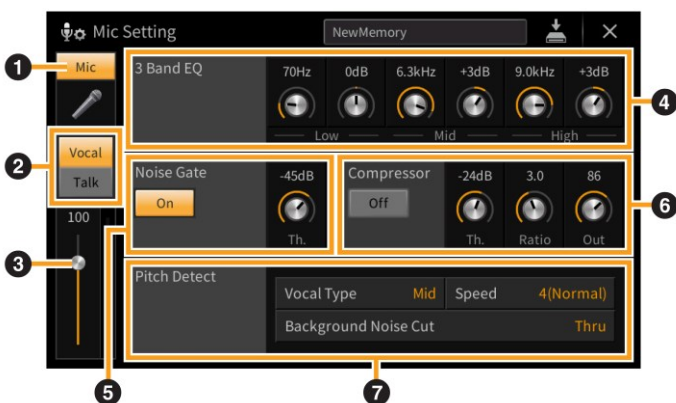 Mic Setting
NewMemory
1
Mic
3 Band EQ
70Hz 0dB 6.3kHz +3dB 9.0kHz +3dB
Low Mid High
4
2
Vocal
Talk
Noise Gate
On
-45dB
Th.
Compressor
Off
-24dB 3.0 86
Th. Ratio Out
6
100
3
Pitch Detect
Vocal Type Mid Speed 4(Normal)
Background Noise Cut Thru
5
7